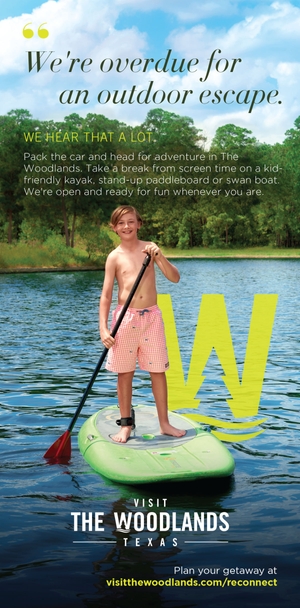 “
We're overdue for
an outdoor escape.
WE HEAR THAT A LOT.
Pack the car and head for adventure in The
Woodlands. Take a break from screen time on a kid-
friendly kayak, stand-up paddleboard or swan boat.
We're open and ready for fun whenever you are.
W
VISIT
THE WOODLANDS
TEXAS
Plan your getaway at
visitthewoodlands.com/reconnect